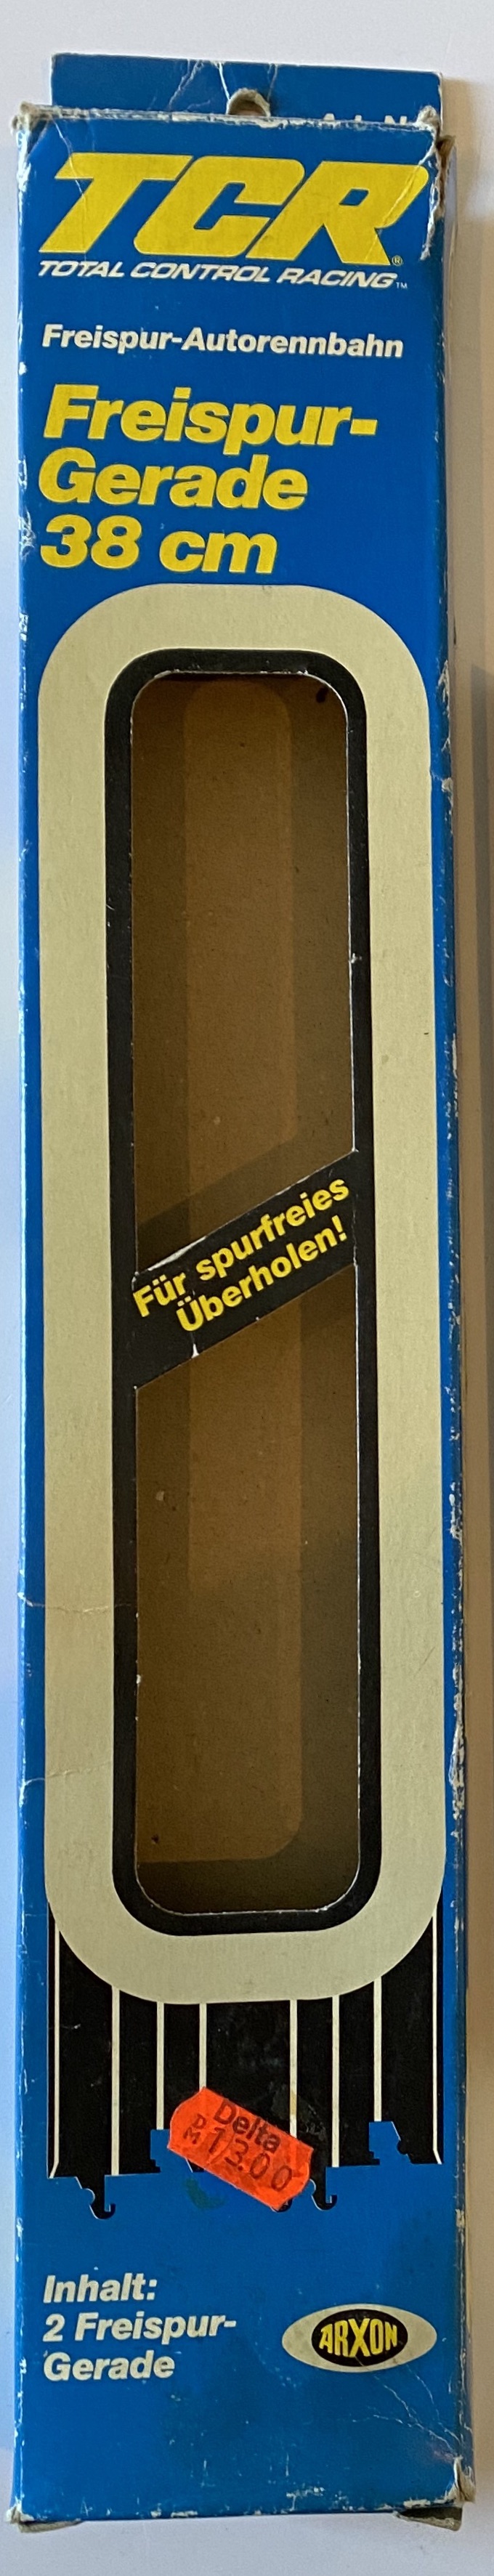 TCR®
TOTAL CONTROL RACING™
Freispur-Autorennbahn
Freispur-
Gerade
38 cm
Für spurfreies
Überholen!
Delta
DM 13.00
Inhalt:
2 Freispur-
Gerade
ARXON